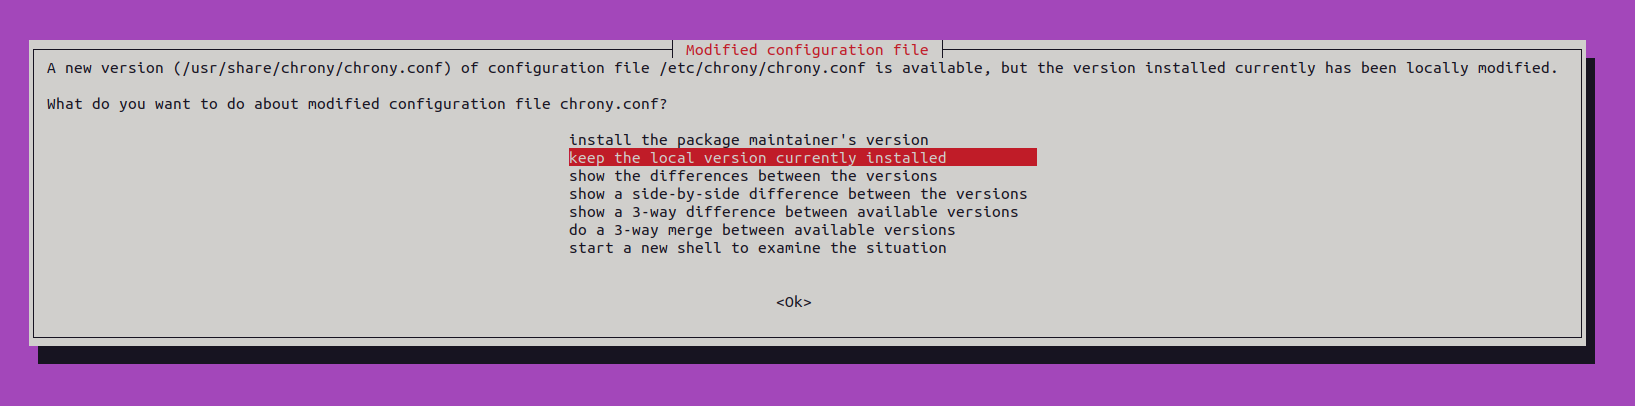 Modified configuration file
A new version (/usr/share/chrony/chrony.conf) of configuration file /etc/chrony/chrony.conf is available, but the version installed currently has been locally modified.
What do you want to do about modified configuration file chrony.conf?
install the package maintainer's version
keep the local version currently installed
show the differences between the versions
show a side-by-side difference between the versions
show a 3-way difference between available versions
do a 3-way merge between available versions
start a new shell to examine the situation
<Ok>